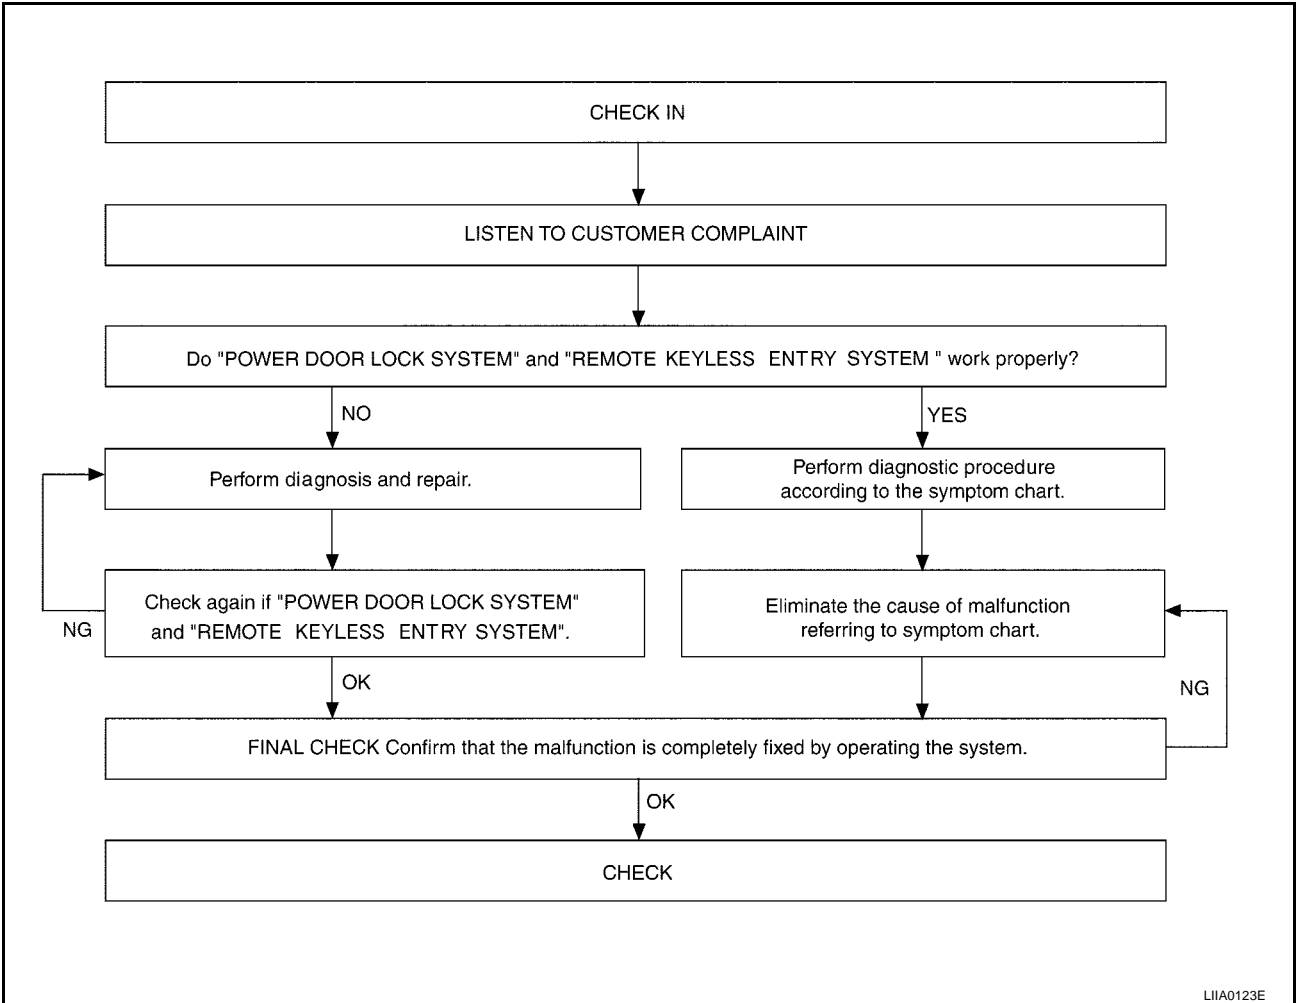 CHECK IN
LISTEN TO CUSTOMER COMPLAINT
Do "POWER DOOR LOCK SYSTEM" and "REMOTE KEYLESS ENTRY SYSTEM " work properly?
NO
YES
Perform diagnosis and repair.
Perform diagnostic procedure
according to the symptom chart.
Check again if "POWER DOOR LOCK SYSTEM"
and "REMOTE KEYLESS ENTRY SYSTEM".
NG
Eliminate the cause of malfunction
referring to symptom chart.
OK
NG
FINAL CHECK Confirm that the malfunction is completely fixed by operating the system.
OK
CHECK
LIIA0123E